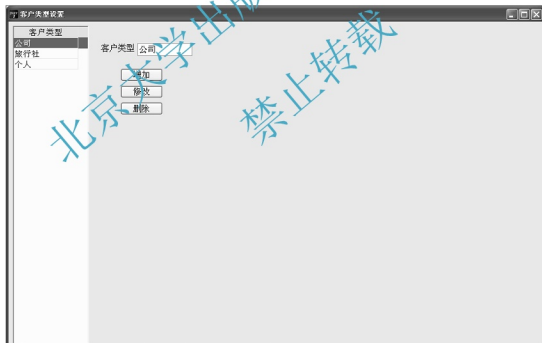 客户类型设置
客户类型
公司
旅行社
个人
客户类型 公司
增加
修改
删除
北京大学出版
禁止转载